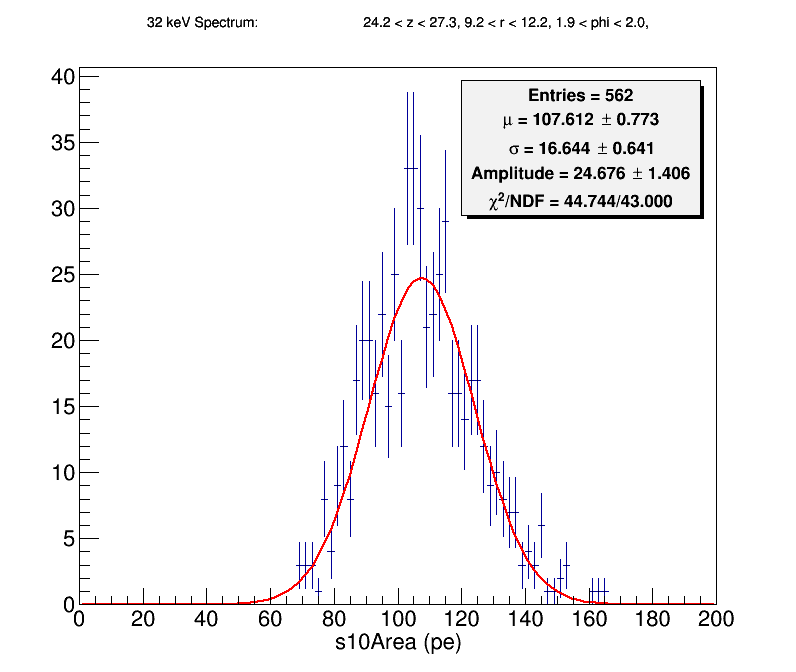 32 keV Spectrum: 24.2 < z < 27.3, 9.2 < r < 12.2, 1.9 < phi < 2.0,
Entries = 562
μ = 107.612 ± 0.773
σ = 16.644 ± 0.641
Amplitude = 24.676 ± 1.406
χ²/NDF = 44.744/43.000
40
35
30
25
20
15
10
5
0
0 20 40 60 80 100 120 140 160 180 200
s10Area (pe)